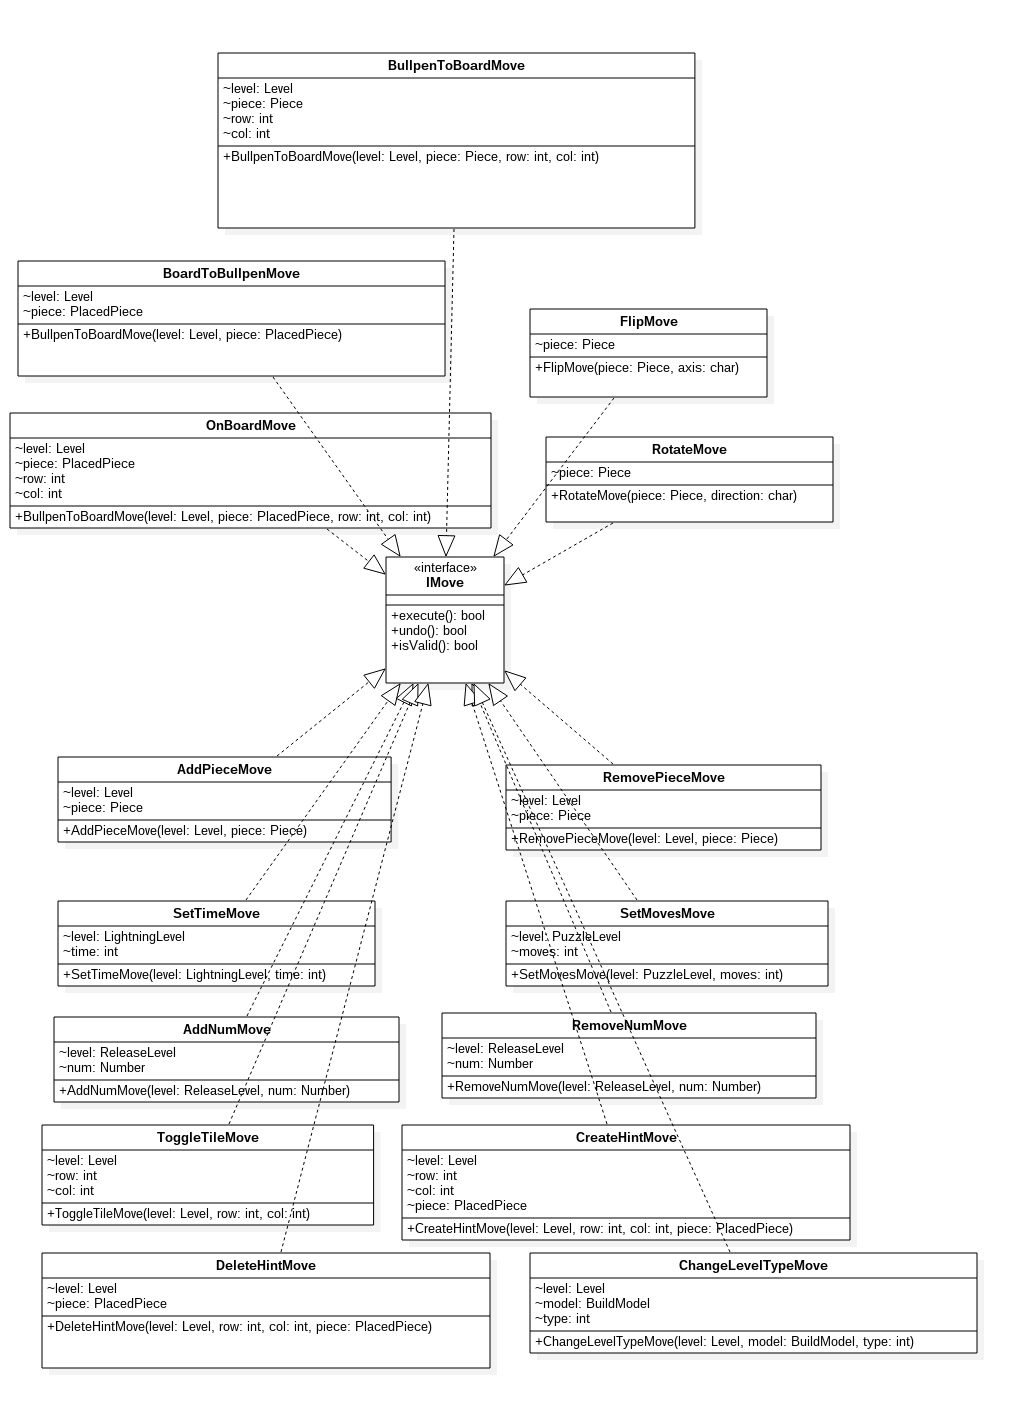 BullpenToBoardMove
~level: Level
~piece: Piece
~row: int
~col: int
+BullpenToBoardMove(level: Level, piece: Piece, row: int, col: int)
BoardToBullpenMove
~level: Level
~piece: PlacedPiece
+BullpenToBoardMove(level: Level, piece: PlacedPiece)
FlipMove
~piece: Piece
+FlipMove(piece: Piece, axis: char)
OnBoardMove
~level: Level
~piece: PlacedPiece
~row: int
~col: int
+BullpenToBoardMove(level: Level, piece: PlacedPiece, row: int, col: int)
RotateMove
~piece: Piece
+RotateMove(piece: Piece, direction: char)
«interface»
IMove
+execute(): bool
+undo(): bool
+isValid(): bool
AddPieceMove
~level: Level
~piece: Piece
+AddPieceMove(level: Level, piece: Piece)
RemovePieceMove
~level: Level
~piece: Piece
+RemovePieceMove(level: Level, piece: Piece)
SetTimeMove
~level: LightningLevel
~time: int
+SetTimeMove(level: LightningLevel, time: int)
SetMovesMove
~level: PuzzleLevel
~moves: int
+SetMovesMove(level: PuzzleLevel, moves: int)
AddNumMove
~level: ReleaseLevel
~num: Number
+AddNumMove(level: ReleaseLevel, num: Number)
RemoveNumMove
~level: ReleaseLevel
~num: Number
+RemoveNumMove(level: ReleaseLevel, num: Number)
ToggleTileMove
~level: Level
~row: int
~col: int
+ToggleTileMove(level: Level, row: int, col: int)
CreateHintMove
~level: Level
~row: int
~col: int
~piece: PlacedPiece
+CreateHintMove(level: Level, row: int, col: int, piece: PlacedPiece)
DeleteHintMove
~level: Level
~piece: PlacedPiece
+DeleteHintMove(level: Level, row: int, col: int, piece: PlacedPiece)
ChangeLevelTypeMove
~level: Level
~model: BuildModel
~type: int
+ChangeLevelTypeMove(level: Level, model: BuildModel, type: int)